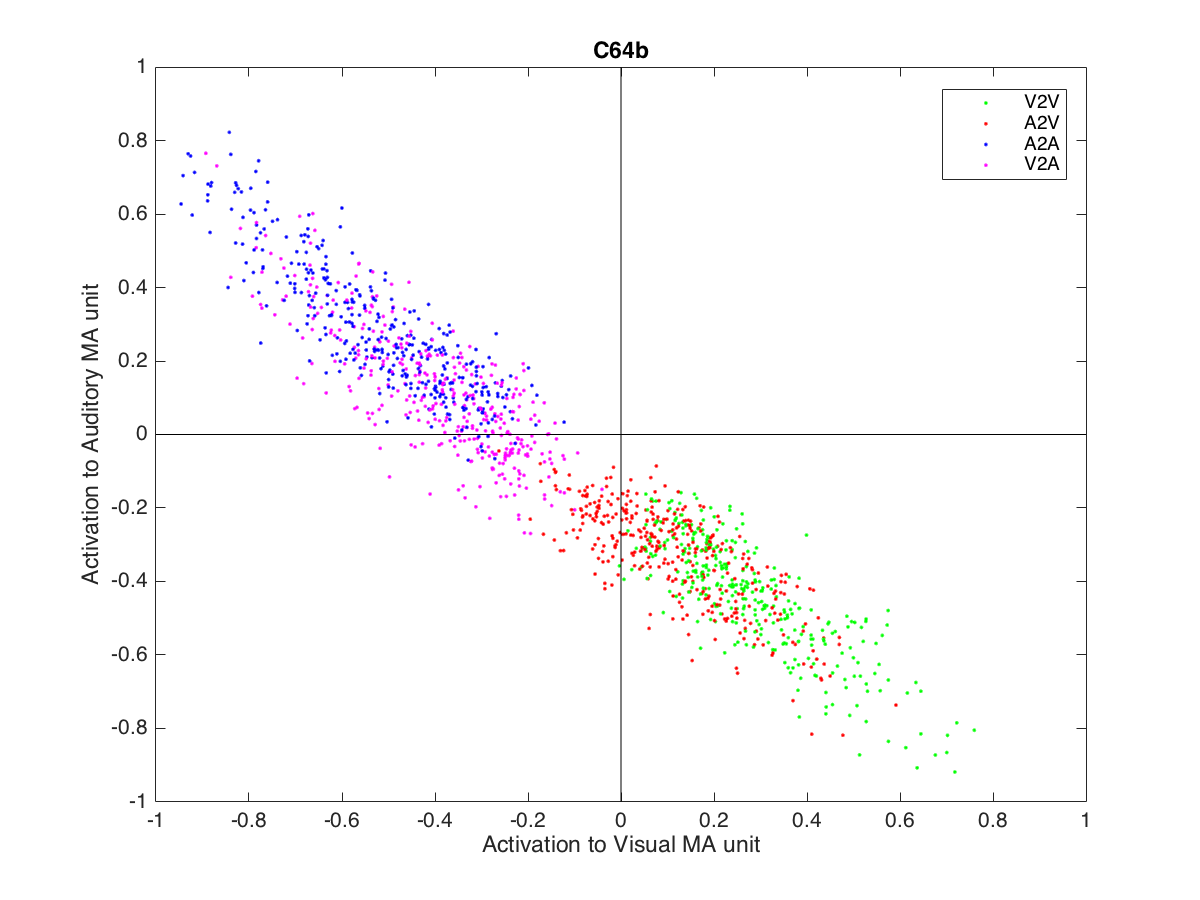 C64b
1
0.8
0.6
0.4
0.2
0
-0.2
-0.4
-0.6
-0.8
-1
Activation to Auditory MA unit
V2V
A2V
A2A
V2A
-1 -0.8 -0.6 -0.4 -0.2 0 0.2 0.4 0.6 0.8 1
Activation to Visual MA unit